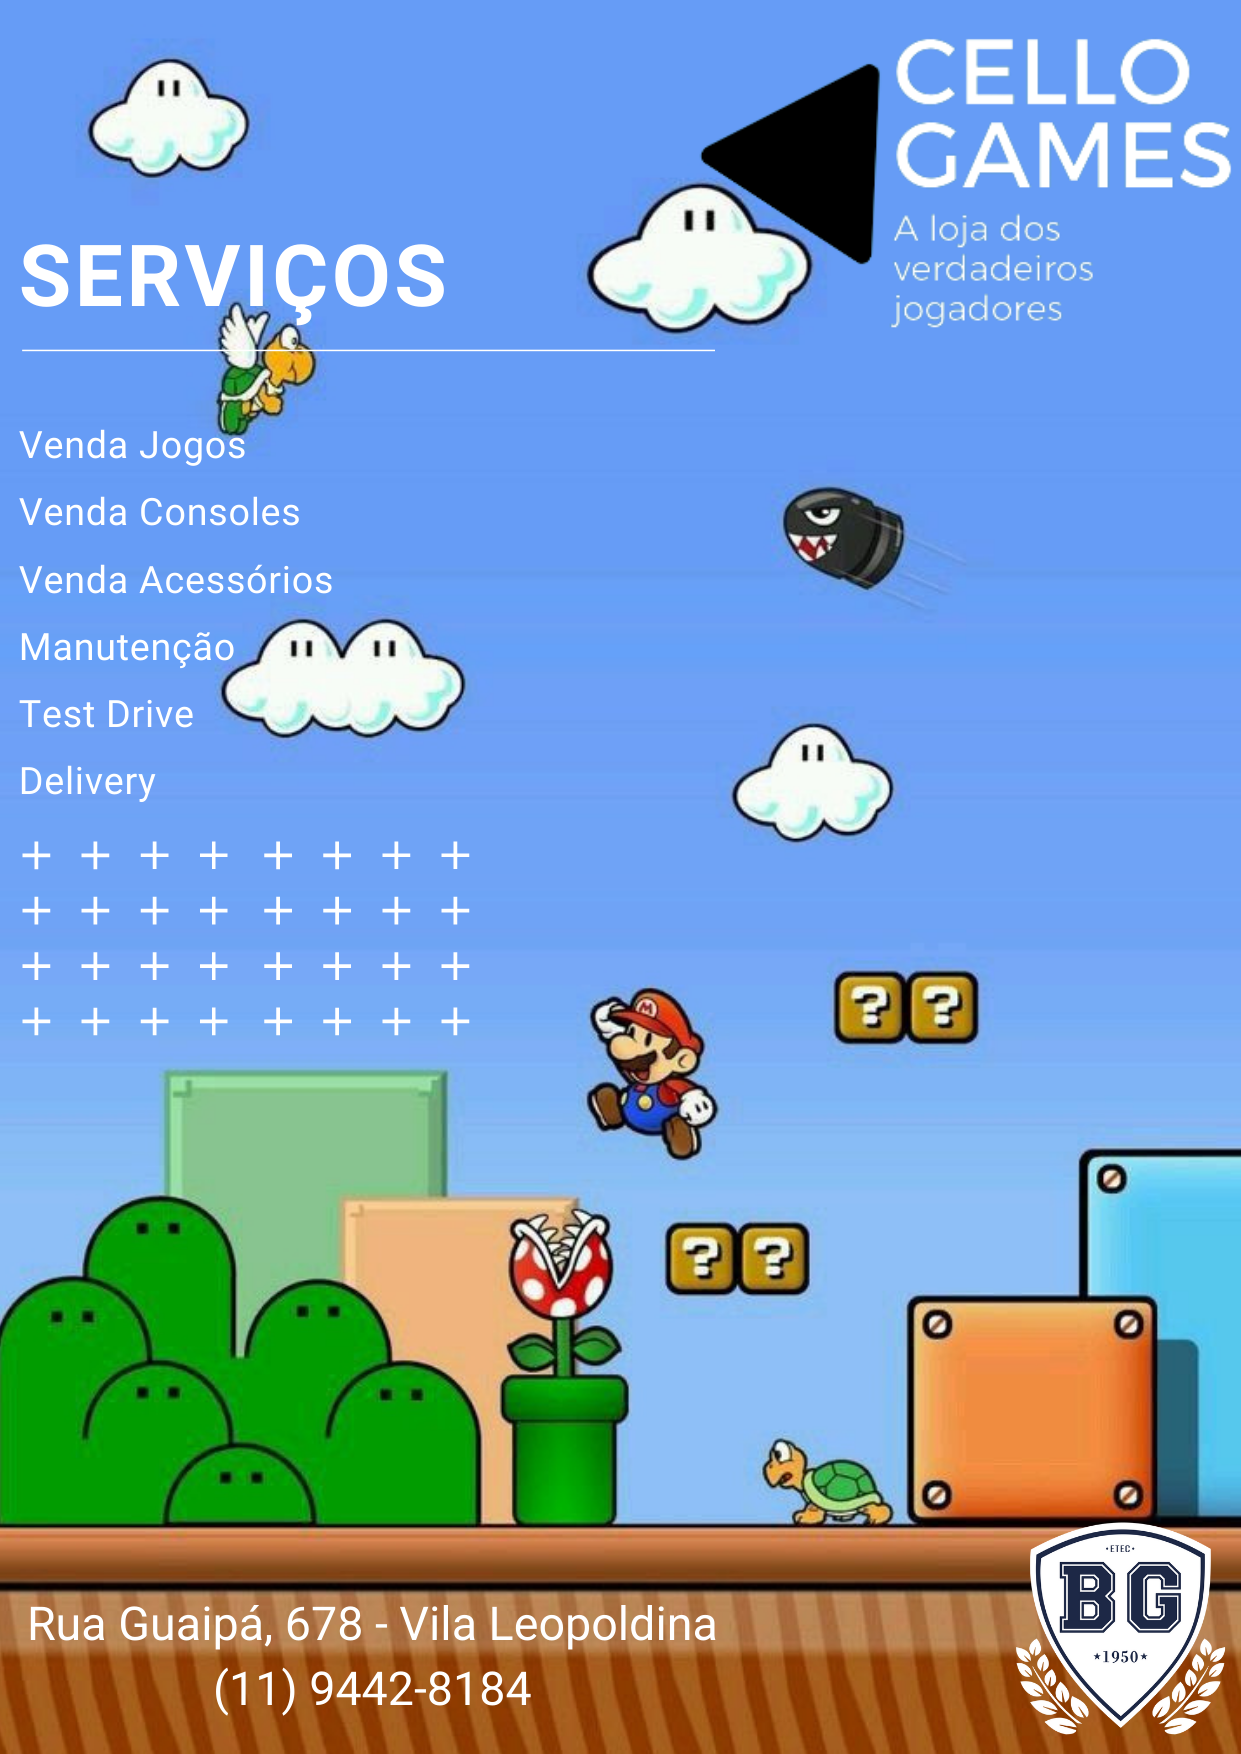 CELLO
GAMES
A loja dos
verdadeiros
jogadores
SERVIÇOS
Venda Jogos
Venda Consoles
Venda Acessórios
Manutenção
Test Drive
Delivery
+ + + + + + + +
+ + + + + + + +
+ + + + + + + +
+ + + + + + + +
M
? ?
? ?
•ETEC•
BG
★1950★
Rua Guaipá, 678 - Vila Leopoldina
(11) 9442-8184